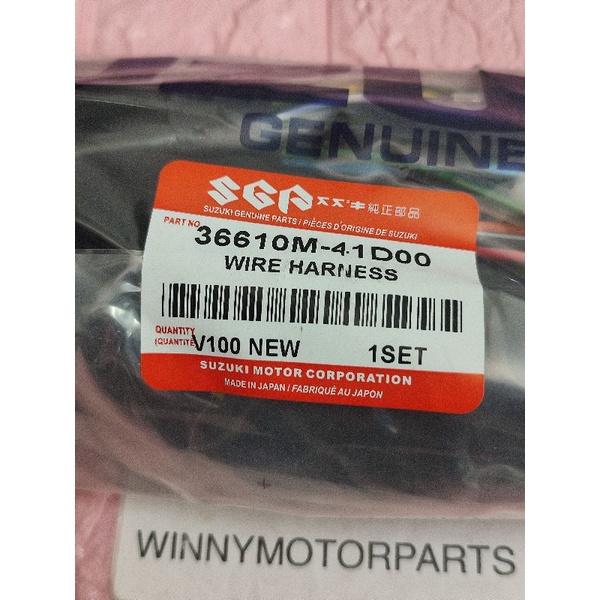 GENUINE
SGP スズキ純正部品
SUZUKI GENUINE PARTS / PIÈCES D'ORIGINE DE SUZUKI
PART NO.
36610M-41D00
WIRE HARNESS
QUANTITY
(QUANTITÉ)
V100 NEW 1SET
SUZUKI MOTOR CORPORATION
MADE IN JAPAN / FABRIQUÉ AU JAPON
WINNYMOTORPARTS